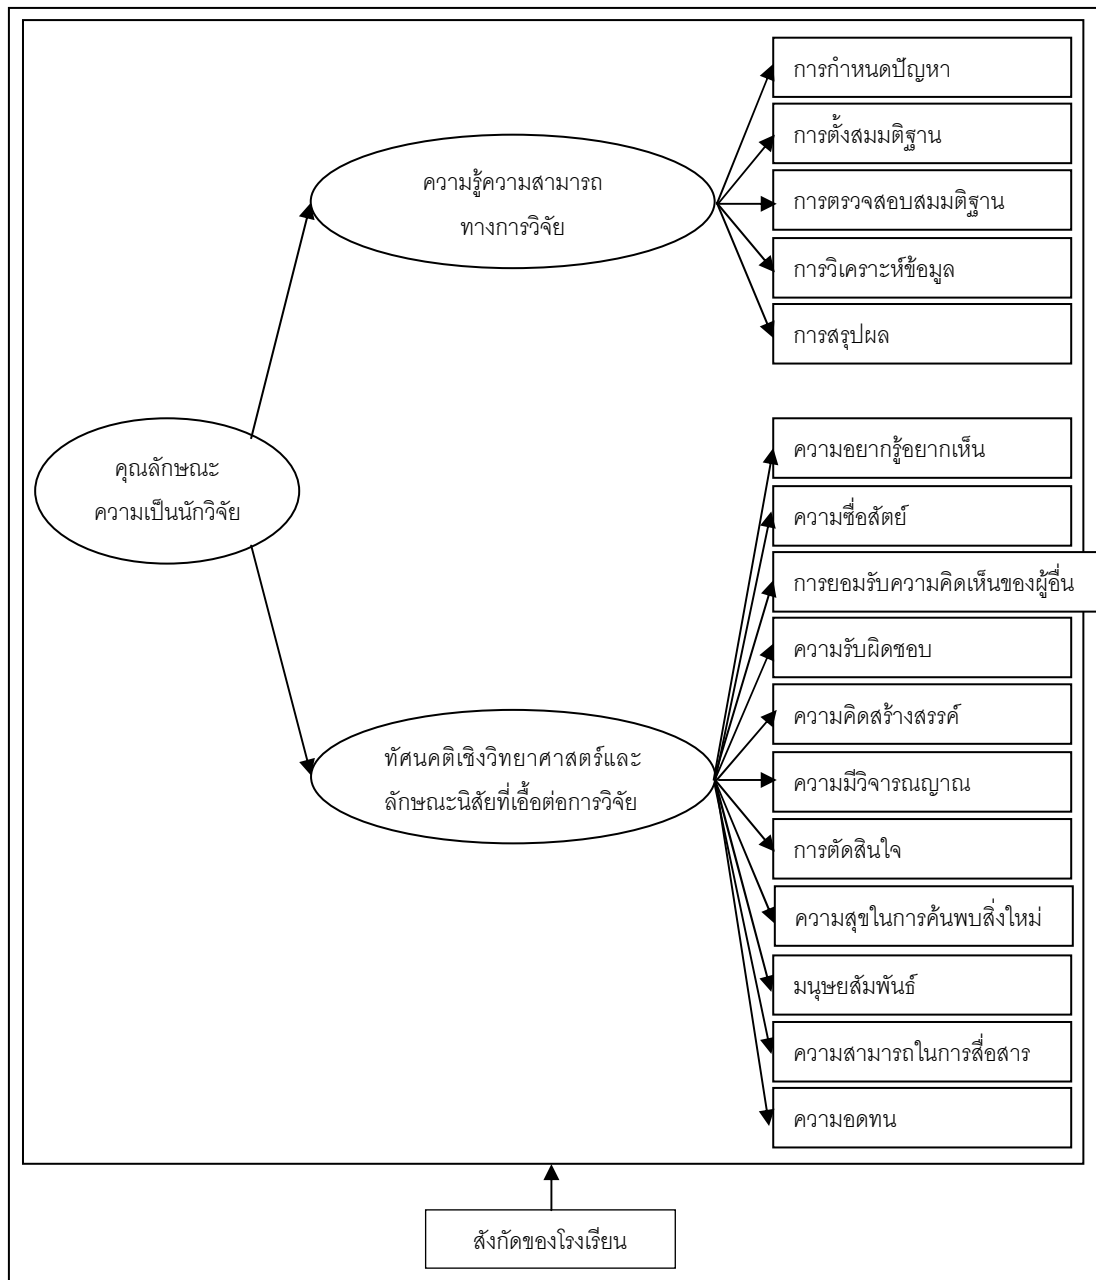 การกำหนดปัญหา
การตั้งสมมติฐาน
ความรู้ความสามารถ
ทางการวิจัย
การตรวจสอบสมมติฐาน
การวิเคราะห์ข้อมูล
การสรุปผล
คุณลักษณะ
ความเป็นนักวิจัย
ความอยากรู้อยากเห็น
ความซื่อสัตย์
การยอมรับความคิดเห็นของผู้อื่น
ความรับผิดชอบ
ความคิดสร้างสรรค์
ทัศนคติเชิงวิทยาศาสตร์และ
ลักษณะนิสัยที่เอื้อต่อการวิจัย
ความมีวิจารณญาณ
การตัดสินใจ
ความสุขในการค้นพบสิ่งใหม่
มนุษยสัมพันธ์
ความสามารถในการสื่อสาร
ความอดทน
สังกัดของโรงเรียน